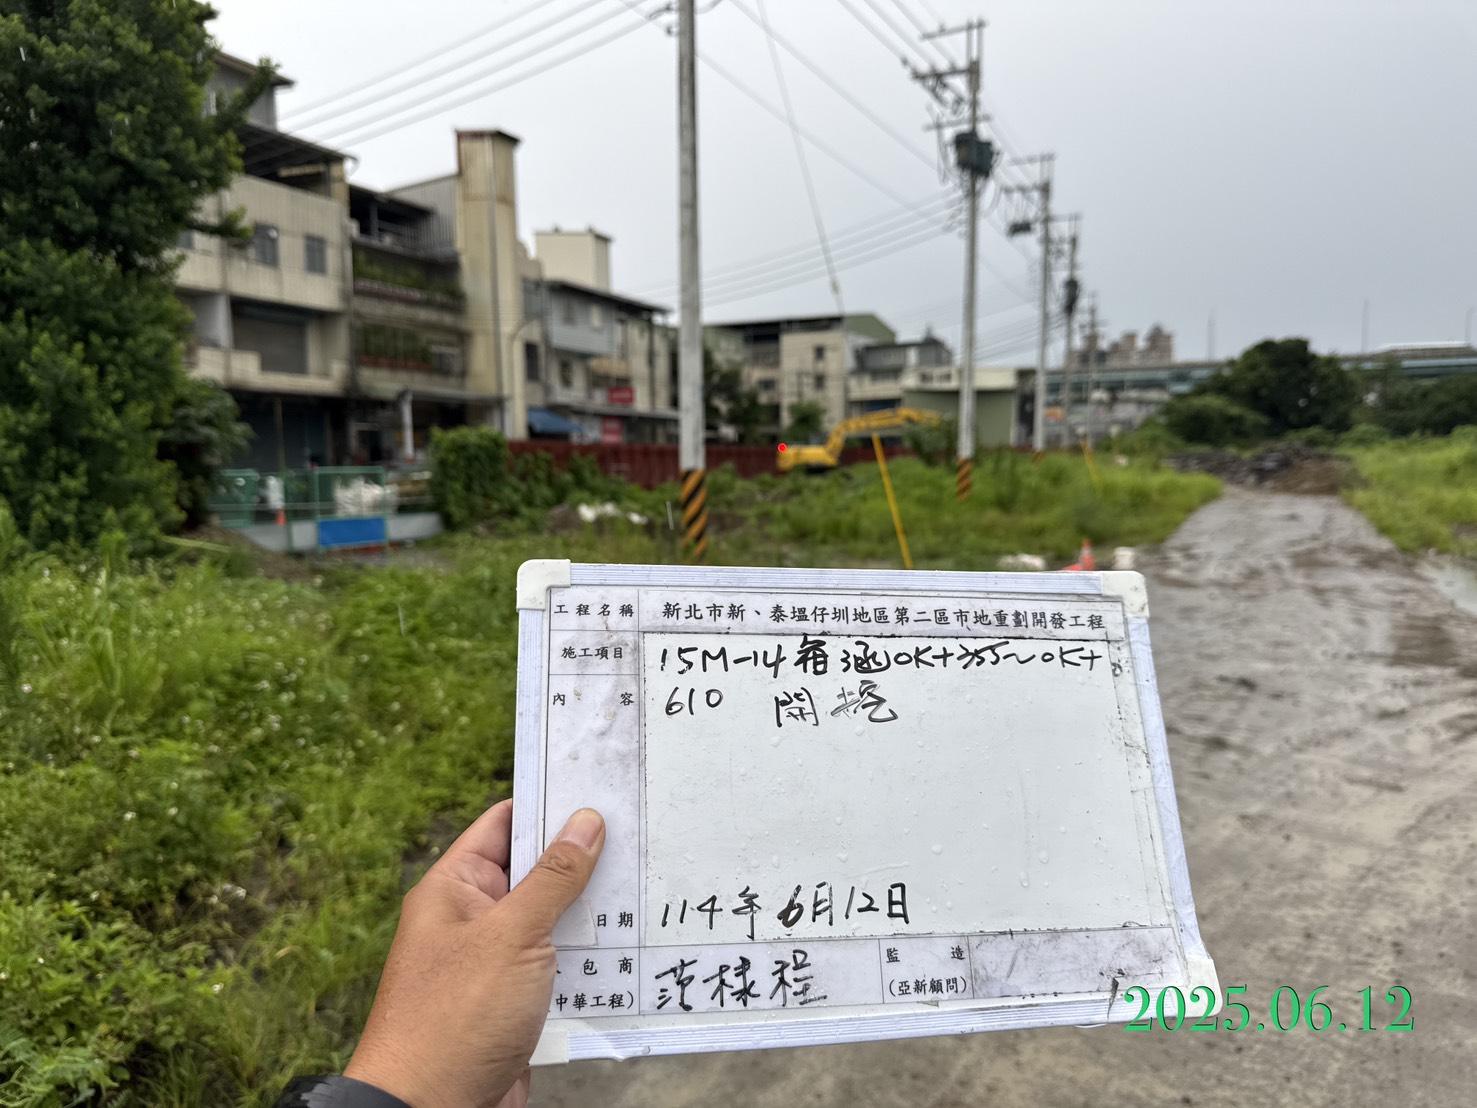 工程名稱 新北市新、泰塭仔圳地區第二區市地重劃開發工程
施工項目 15M-14箱涵0K+355~0K+
內容 610 開挖
日期 114年6月12日
包商 監造
(中華工程) 范棣程 (亞新顧問)
2025.06.12